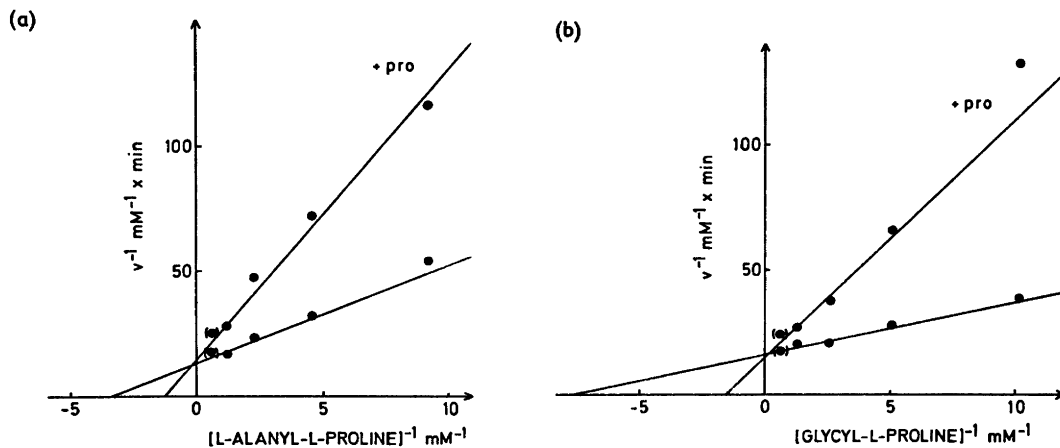 (a)
+ pro
100
50
v⁻¹ mM⁻¹ x min
-5 0 5 10
[L-ALANYL-L-PROLINE]⁻¹ mM⁻¹
(b)
+ pro
100
50
v⁻¹ mM⁻¹ x min
-5 0 5 10
[GLYCYL-L-PROLINE]⁻¹ mM⁻¹